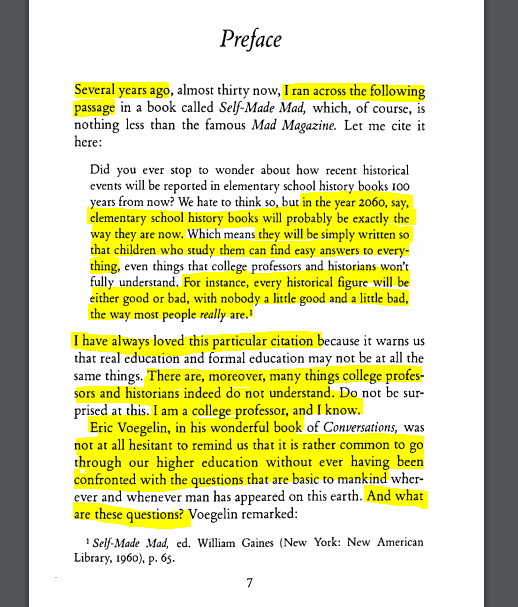 Preface
Several years ago, almost thirty now, I ran across the following
passage in a book called Self-Made Mad, which, of course, is
nothing less than the famous Mad Magazine. Let me cite it
here:
Did you ever stop to wonder about how recent historical
events will be reported in elementary school history books 100
years from now? We hate to think so, but in the year 2060, say,
elementary school history books will probably be exactly the
way they are now. Which means they will be simply written so
that children who study them can find easy answers to every-
thing, even things that college professors and historians won't
fully understand. For instance, every historical figure will be
either good or bad, with nobody a little good and a little bad,
the way most people really are.¹
I have always loved this particular citation because it warns us
that real education and formal education may not be at all the
same things. There are, moreover, many things college profes-
sors and historians indeed do not understand. Do not be sur-
prised at this. I am a college professor, and I know.
Eric Voegelin, in his wonderful book of Conversations, was
not at all hesitant to remind us that it is rather common to go
through our higher education without ever having been
confronted with the questions that are basic to mankind wher-
ever and whenever man has appeared on this earth. And what
are these questions? Voegelin remarked:
¹ Self-Made Mad, ed. William Gaines (New York: New American
Library, 1960), p. 65.
7